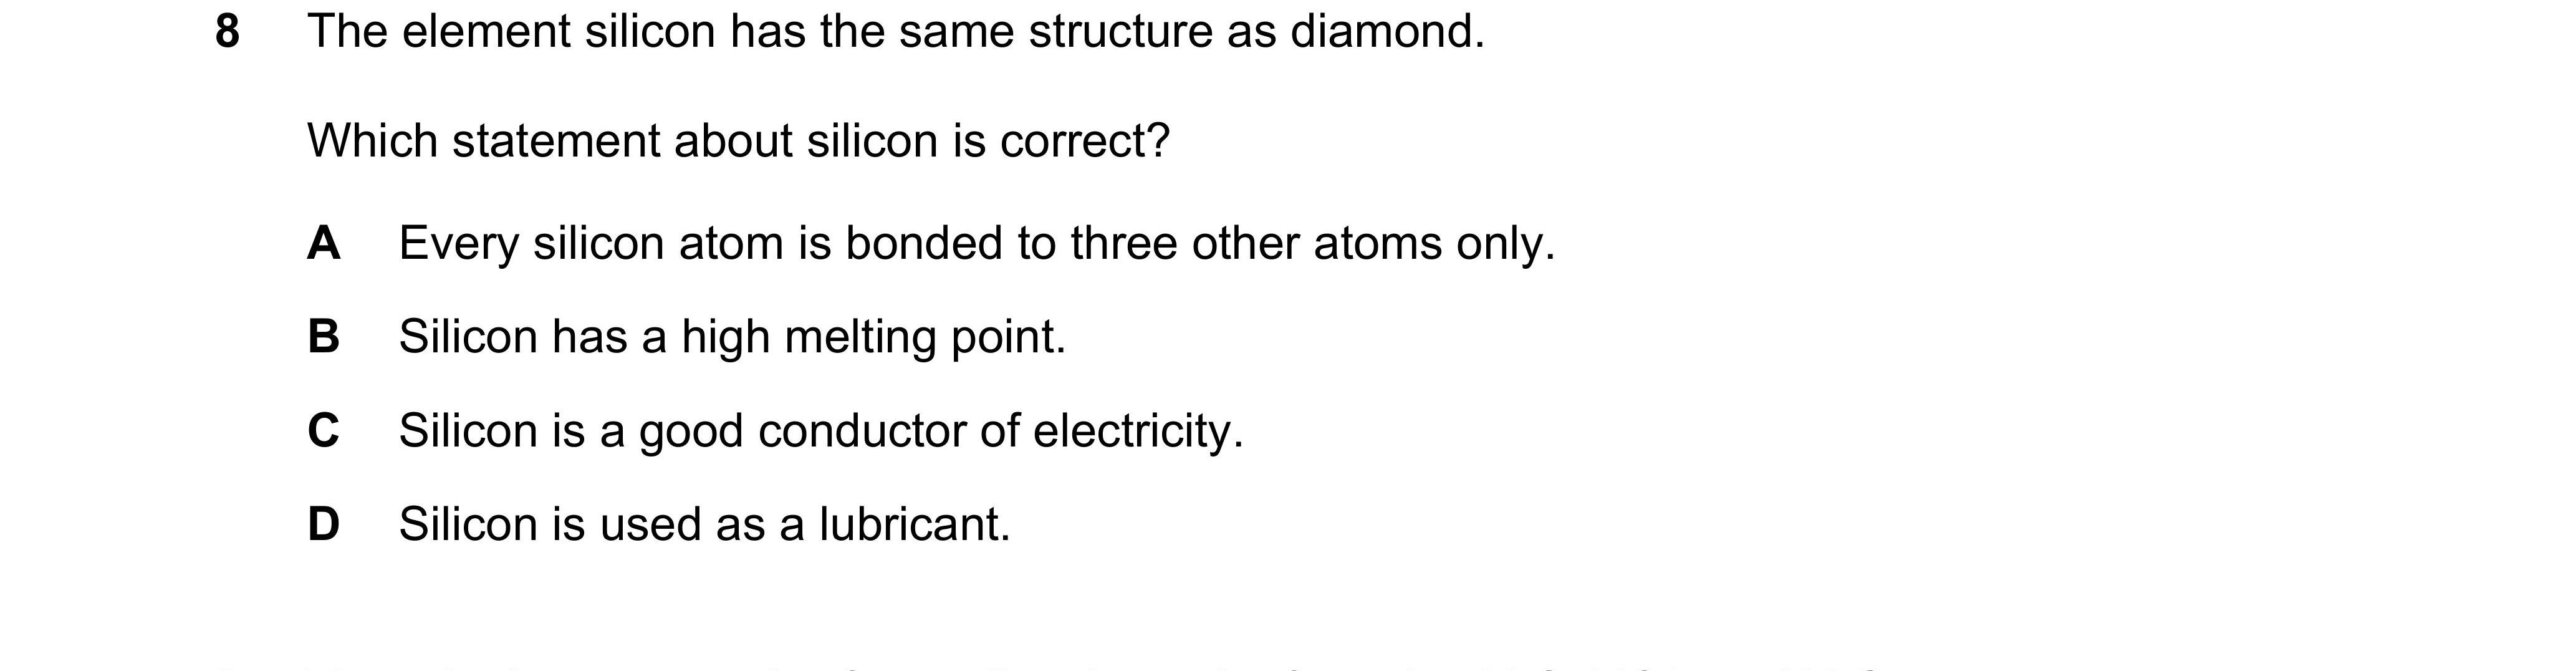 8 The element silicon has the same structure as diamond.
Which statement about silicon is correct?
A Every silicon atom is bonded to three other atoms only.
B Silicon has a high melting point.
C Silicon is a good conductor of electricity.
D Silicon is used as a lubricant.